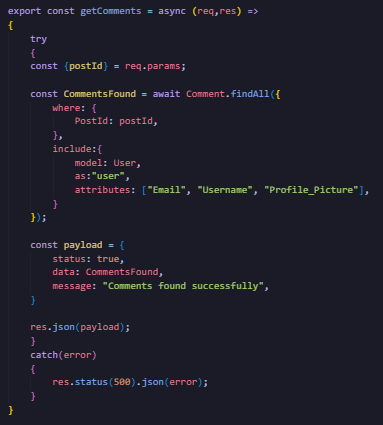 export const getComments = async (req,res) =>
{
    try
    {
    const {postId} = req.params;

    const CommentsFound = await Comment.findAll({
        where: {
            PostId: postId,
        },
        include:{
            model: User,
            as:"user",
            attributes: ["Email", "Username", "Profile_Picture"],
        }
    });

    const payload = {
        status: true,
        data: CommentsFound,
        message: "Comments found successfully",
    }

    res.json(payload);
    }
    catch(error)
    {
        res.status(500).json(error);
    }
}